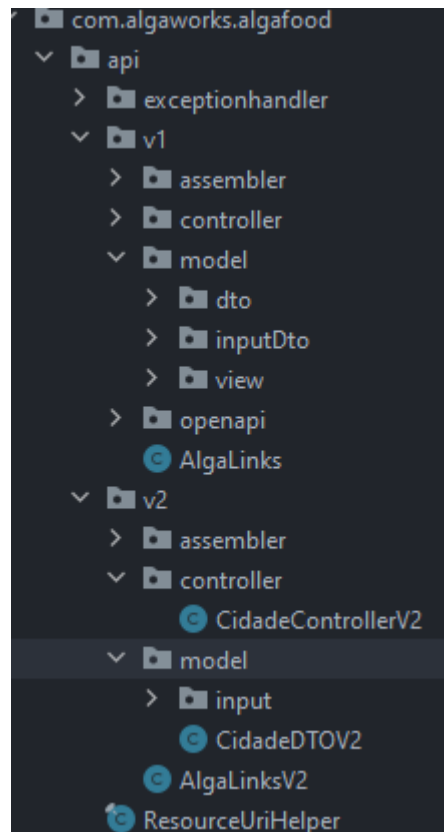 com.algaworks.algafood
api
exceptionhandler
v1
assembler
controller
model
dto
inputDto
view
openapi
AlgaLinks
v2
assembler
controller
CidadeControllerV2
model
input
CidadeDTOV2
AlgaLinksV2
ResourceUriHelper